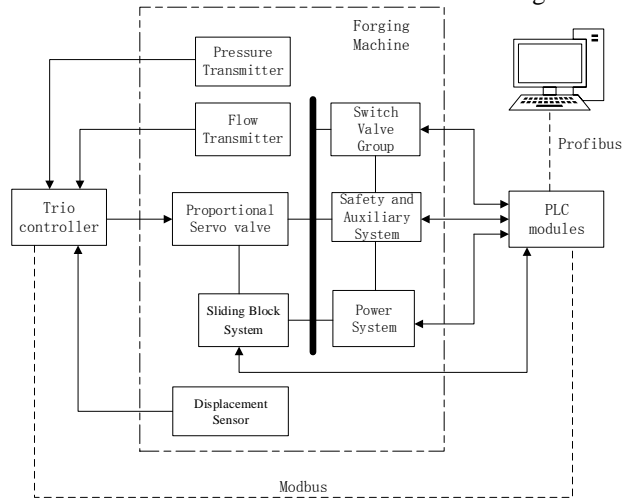 Forging
Machine
Pressure
Transmitter
Flow
Transmitter
Switch
Valve
Group
Profibus
Trio
controller
Proportional
Servo valve
Safety and
Auxiliary
System
PLC
modules
Sliding Block
System
Power
System
Displacement
Sensor
Modbus